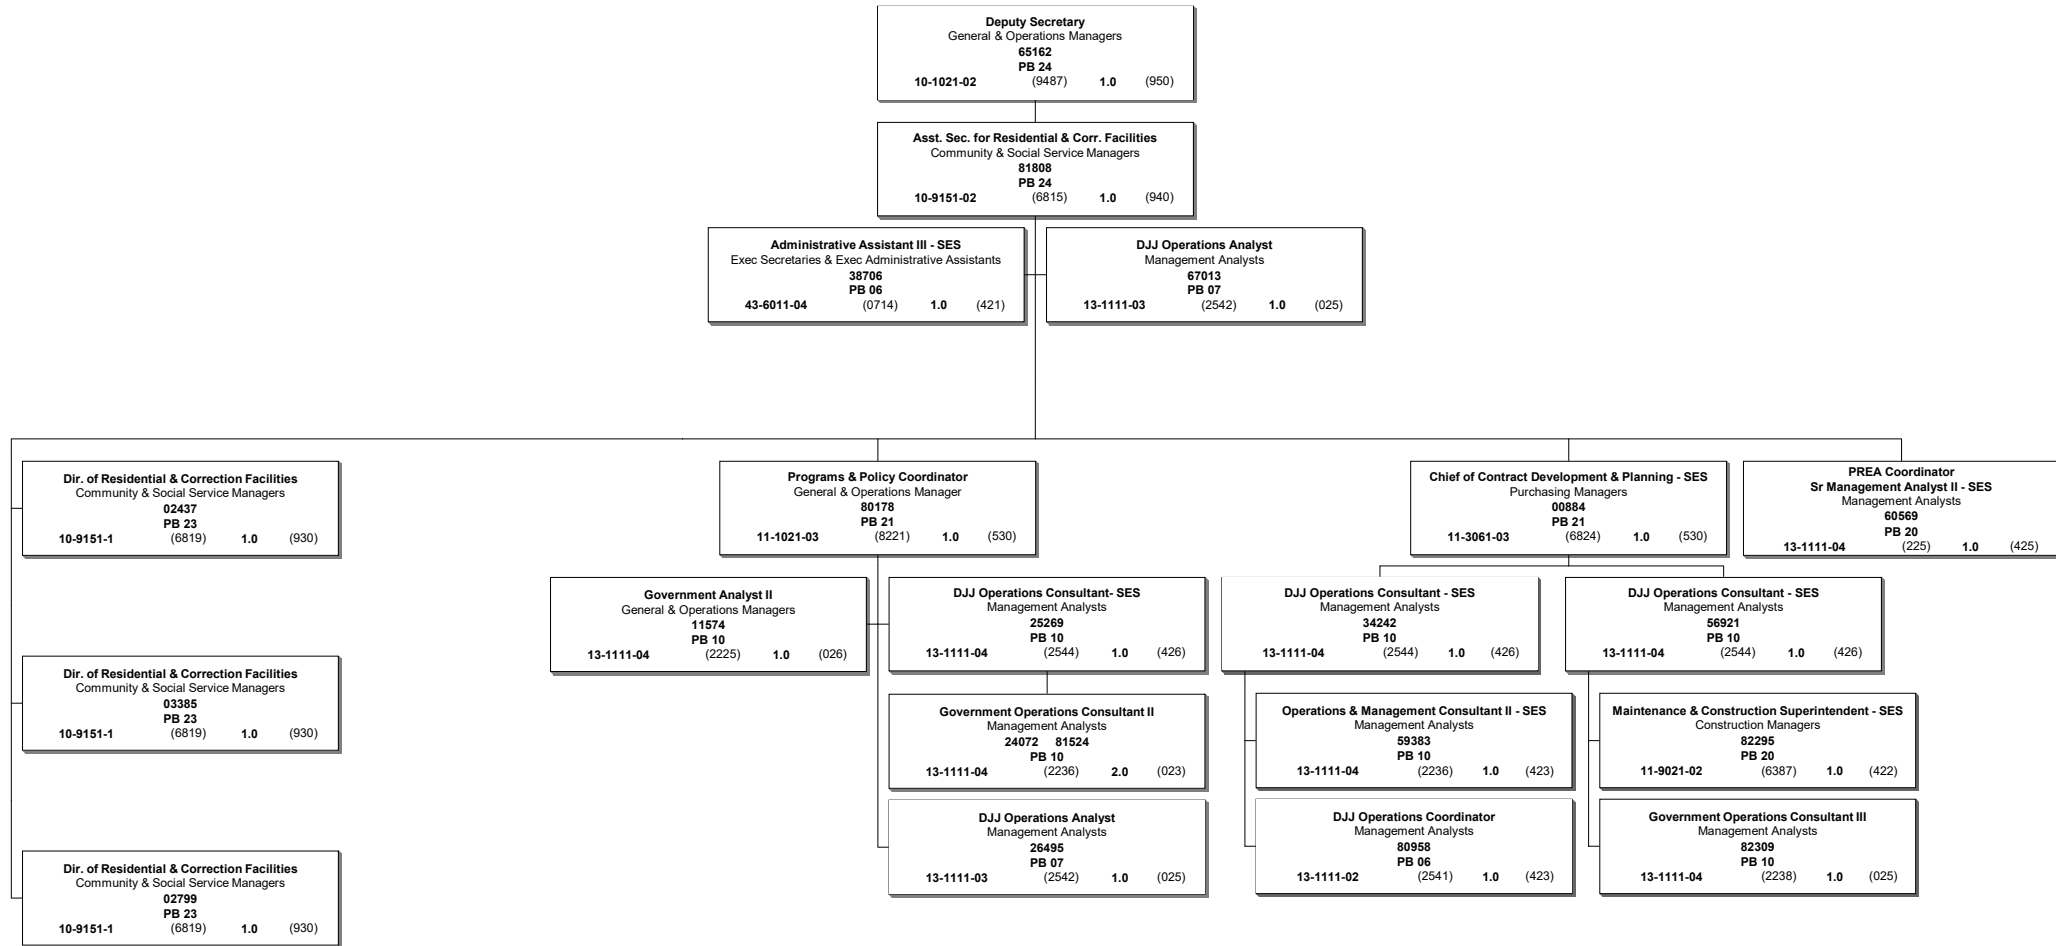 Deputy Secretary
General & Operations Managers
65162
PB 24
10-1021-02 (9487) 1.0 (950)
Asst. Sec. for Residential & Corr. Facilities
Community & Social Service Managers
81808
PB 24
10-9151-02 (6815) 1.0 (940)
Administrative Assistant III - SES
Exec Secretaries & Exec Administrative Assistants
38706
PB 06
43-6011-04 (0714) 1.0 (421)
DJJ Operations Analyst
Management Analysts
67013
PB 07
13-1111-03 (2542) 1.0 (025)
Dir. of Residential & Correction Facilities
Community & Social Service Managers
02437
PB 23
10-9151-1 (6819) 1.0 (930)
Dir. of Residential & Correction Facilities
Community & Social Service Managers
03385
PB 23
10-9151-1 (6819) 1.0 (930)
Dir. of Residential & Correction Facilities
Community & Social Service Managers
02799
PB 23
10-9151-1 (6819) 1.0 (930)
Programs & Policy Coordinator
General & Operations Manager
80178
PB 21
11-1021-03 (8221) 1.0 (530)
Government Analyst II
General & Operations Managers
11574
PB 10
13-1111-04 (2225) 1.0 (026)
DJJ Operations Consultant- SES
Management Analysts
25269
PB 10
13-1111-04 (2544) 1.0 (426)
Government Operations Consultant II
Management Analysts
24072 81524
PB 10
13-1111-04 (2236) 2.0 (023)
DJJ Operations Analyst
Management Analysts
26495
PB 07
13-1111-03 (2542) 1.0 (025)
Chief of Contract Development & Planning - SES
Purchasing Managers
00884
PB 21
11-3061-03 (6824) 1.0 (530)
DJJ Operations Consultant - SES
Management Analysts
34242
PB 10
13-1111-04 (2544) 1.0 (426)
Operations & Management Consultant II - SES
Management Analysts
59383
PB 10
13-1111-04 (2236) 1.0 (423)
DJJ Operations Coordinator
Management Analysts
80958
PB 06
13-1111-02 (2541) 1.0 (423)
DJJ Operations Consultant - SES
Management Analysts
56921
PB 10
13-1111-04 (2544) 1.0 (426)
Maintenance & Construction Superintendent - SES
Construction Managers
82295
PB 20
11-9021-02 (6387) 1.0 (422)
Government Operations Consultant III
Management Analysts
82309
PB 10
13-1111-04 (2238) 1.0 (025)
PREA Coordinator
Sr Management Analyst II - SES
Management Analysts
60569
PB 20
13-1111-04 (225) 1.0 (425)